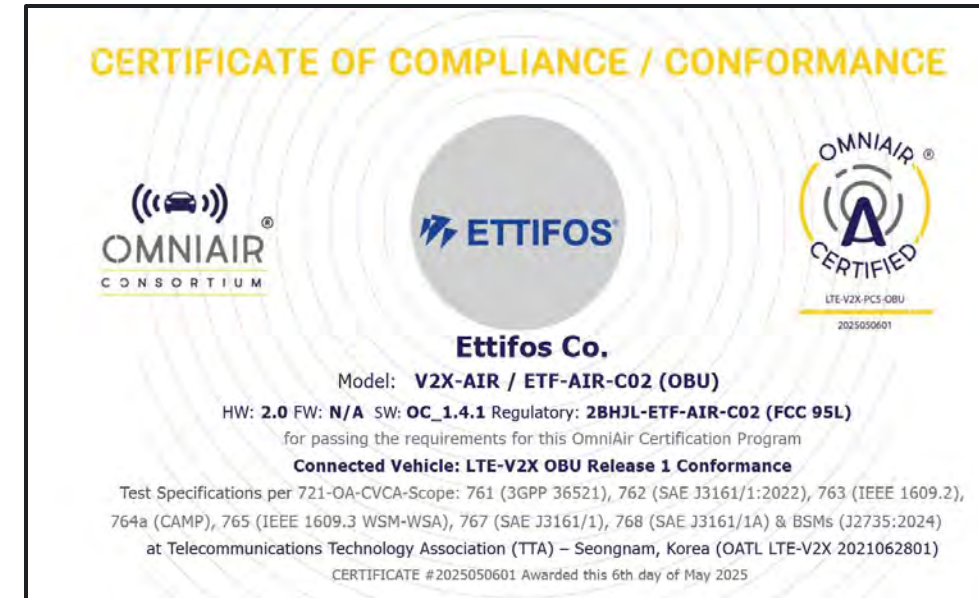 CERTIFICATE OF COMPLIANCE / CONFORMANCE
OMNIAIR®
CONSORTIUM
ETTIFOS®
OMNIAIR®
CERTIFIED
LTE-V2X-PC5-OBU
2025050601
Ettifos Co.
Model: V2X-AIR / ETF-AIR-C02 (OBU)
HW: 2.0 FW: N/A SW: OC_1.4.1 Regulatory: 2BHJL-ETF-AIR-C02 (FCC 95L)
for passing the requirements for this OmniAir Certification Program
Connected Vehicle: LTE-V2X OBU Release 1 Conformance
Test Specifications per 721-OA-CVCA-Scope: 761 (3GPP 36521), 762 (SAE J3161/1:2022), 763 (IEEE 1609.2),
764a (CAMP), 765 (IEEE 1609.3 WSM-WSA), 767 (SAE J3161/1), 768 (SAE J3161/1A) & BSMs (J2735:2024)
at Telecommunications Technology Association (TTA) – Seongnam, Korea (OATL LTE-V2X 2021062801)
CERTIFICATE #2025050601 Awarded this 6th day of May 2025